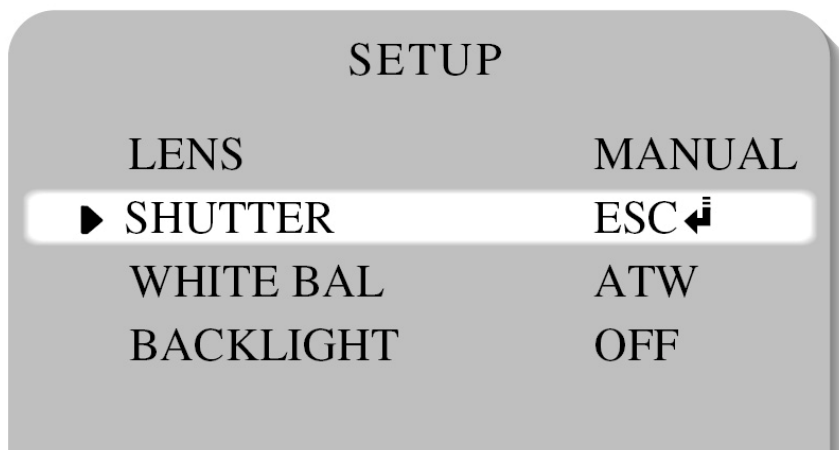 SETUP
LENS MANUAL
SHUTTER ESC
WHITE BAL ATW
BACKLIGHT OFF